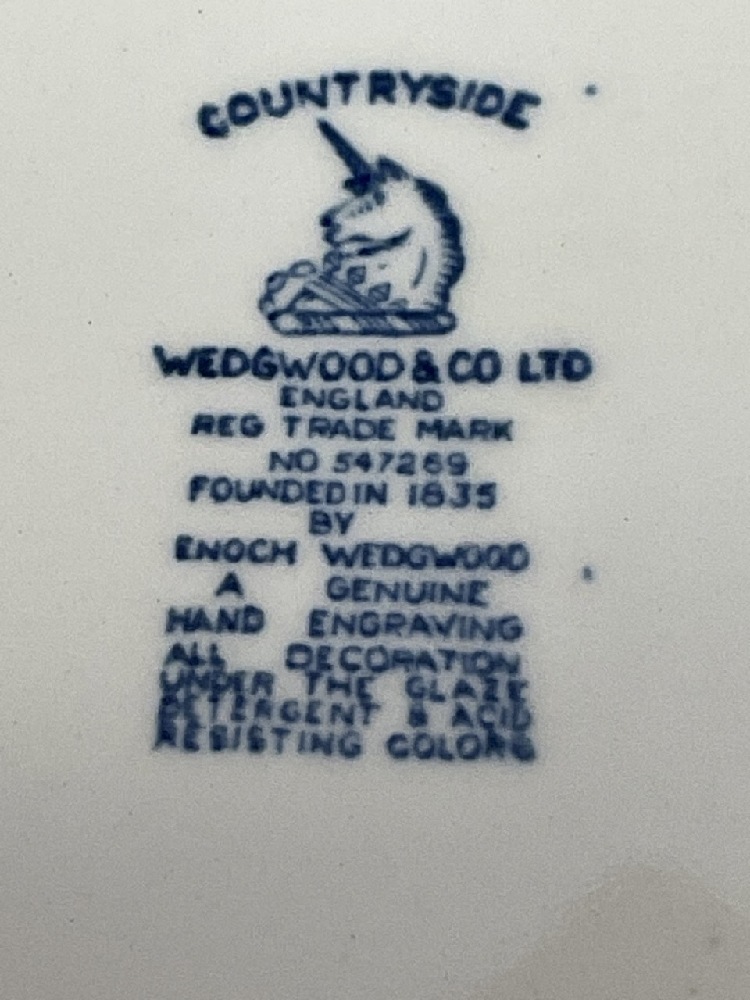 COUNTRYSIDE
WEDGWOOD & CO LTD
ENGLAND
REG TRADE MARK
NO 547269
FOUNDED IN 1835
BY
ENOCH WEDGWOOD
A GENUINE
HAND ENGRAVING
ALL DECORATION
UNDER THE GLAZE
DETERGENT & ACID
RESISTING COLORS